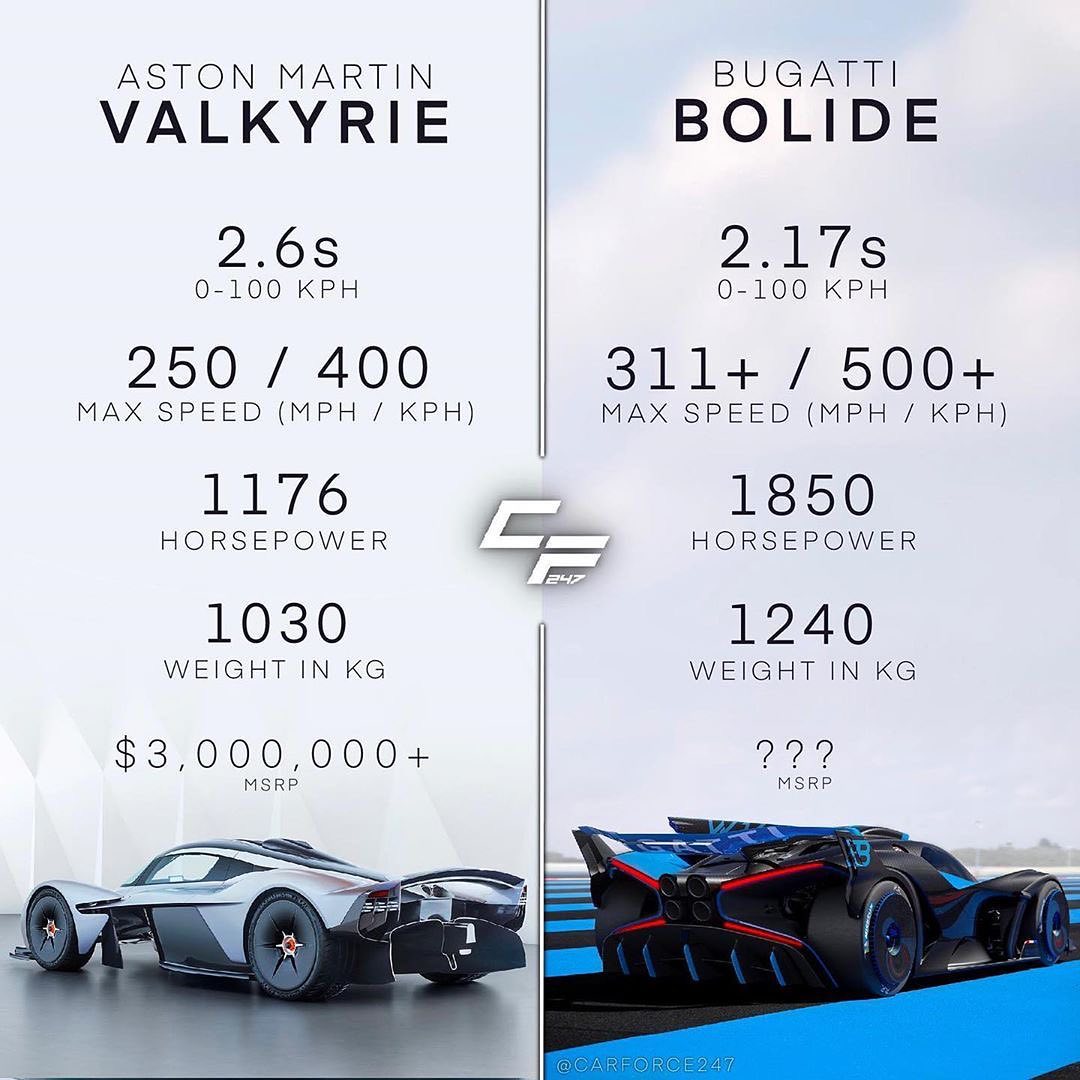 ASTON MARTIN
VALKYRIE
2.6s
0-100 KPH
250 / 400
MAX SPEED (MPH / KPH)
1176
HORSEPOWER
1030
WEIGHT IN KG
$3,000,000+
MSRP
BUGATTI
BOLIDE
2.17s
0-100 KPH
311+ / 500+
MAX SPEED (MPH / KPH)
1850
HORSEPOWER
1240
WEIGHT IN KG
???
MSRP
CF
247
@CARFORCE247